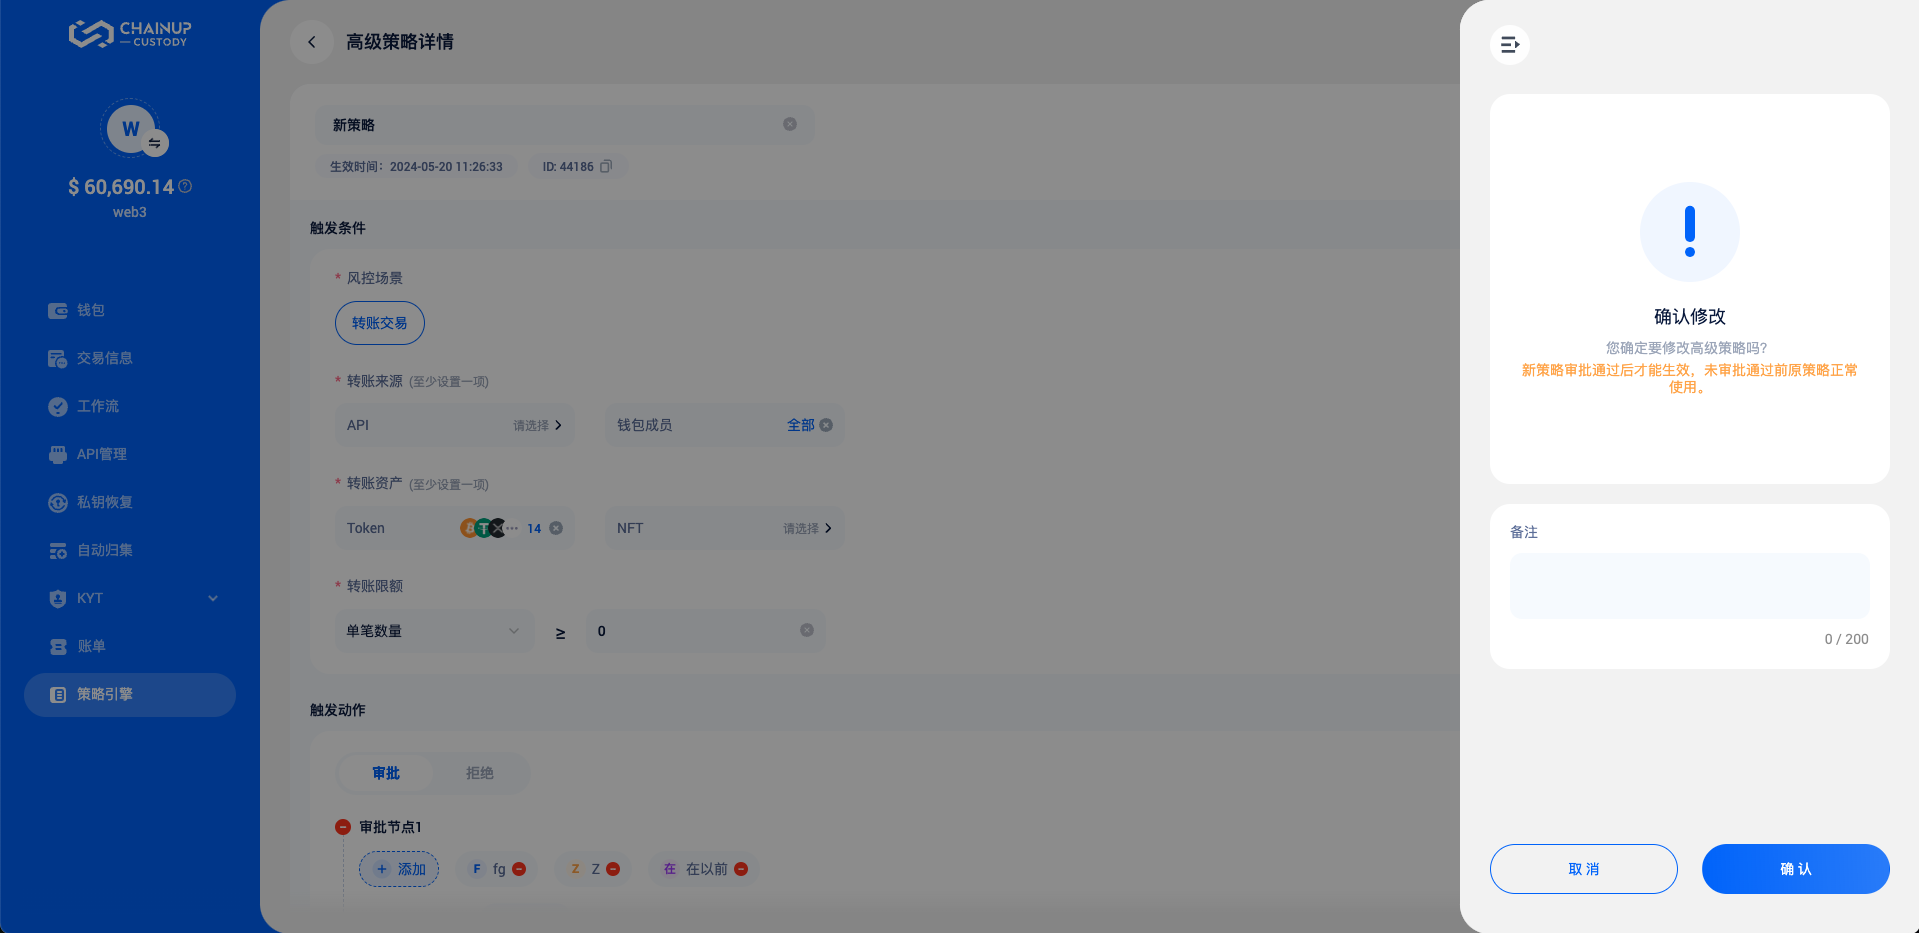 CHAINUP
CUSTODY
W
$ 60,690.14
web3
钱包
交易信息
工作流
API管理
私钥恢复
自动归集
KYT
账单
策略引擎
高级策略详情
新策略
生效时间：2024-05-20 11:26:33
ID: 44186
触发条件
* 风控场景
转账交易
* 转账来源 (至少设置一项)
API 请选择
钱包成员 全部
* 转账资产 (至少设置一项)
Token ··· 14
NFT 请选择
* 转账限额
单笔数量 ≥ 0
触发动作
审批 拒绝
审批节点1
+ 添加
F fg
Z Z
在 在以前
确认修改
您确定要修改高级策略吗?
新策略审批通过后才能生效，未审批通过前原策略正常
使用。
备注
0 / 200
取消
确认